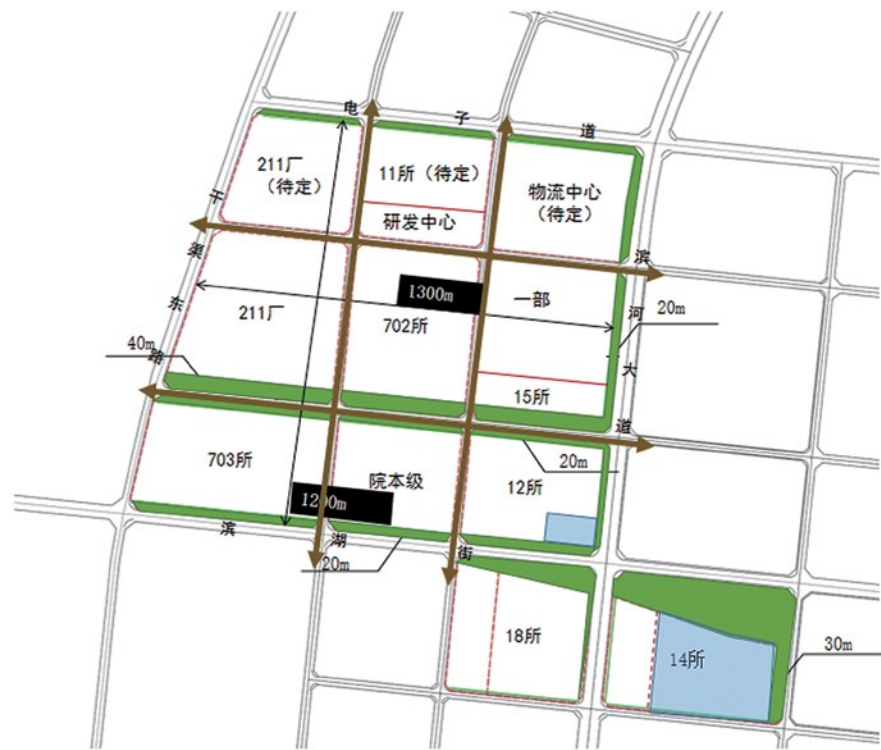 电子道
211厂
（待定）
11所（待定）
研发中心
物流中心
（待定）
干渠东路
滨河大道
1300m
一部
20m
211厂
702所
40m
15所
703所
院本级
12所
20m
1200m
滨湖街
20m
18所
14所
30m